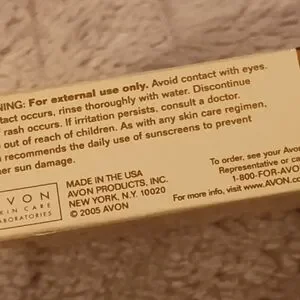 NING: For external use only. Avoid contact with eyes.
tact occurs, rinse thoroughly with water. Discontinue
f rash occurs. If irritation persists, consult a doctor.
out of reach of children. As with any skin care regimen,
recommends the daily use of sunscreens to prevent
her sun damage.
To order, see your Avon
Representative or ca
1-800-FOR-AVO
For more info, visit www.AVON.c
MADE IN THE USA
AVON PRODUCTS, INC.
NEW YORK, N.Y. 10020
© 2005 AVON
AVON
SKIN CARE
LABORATORIES